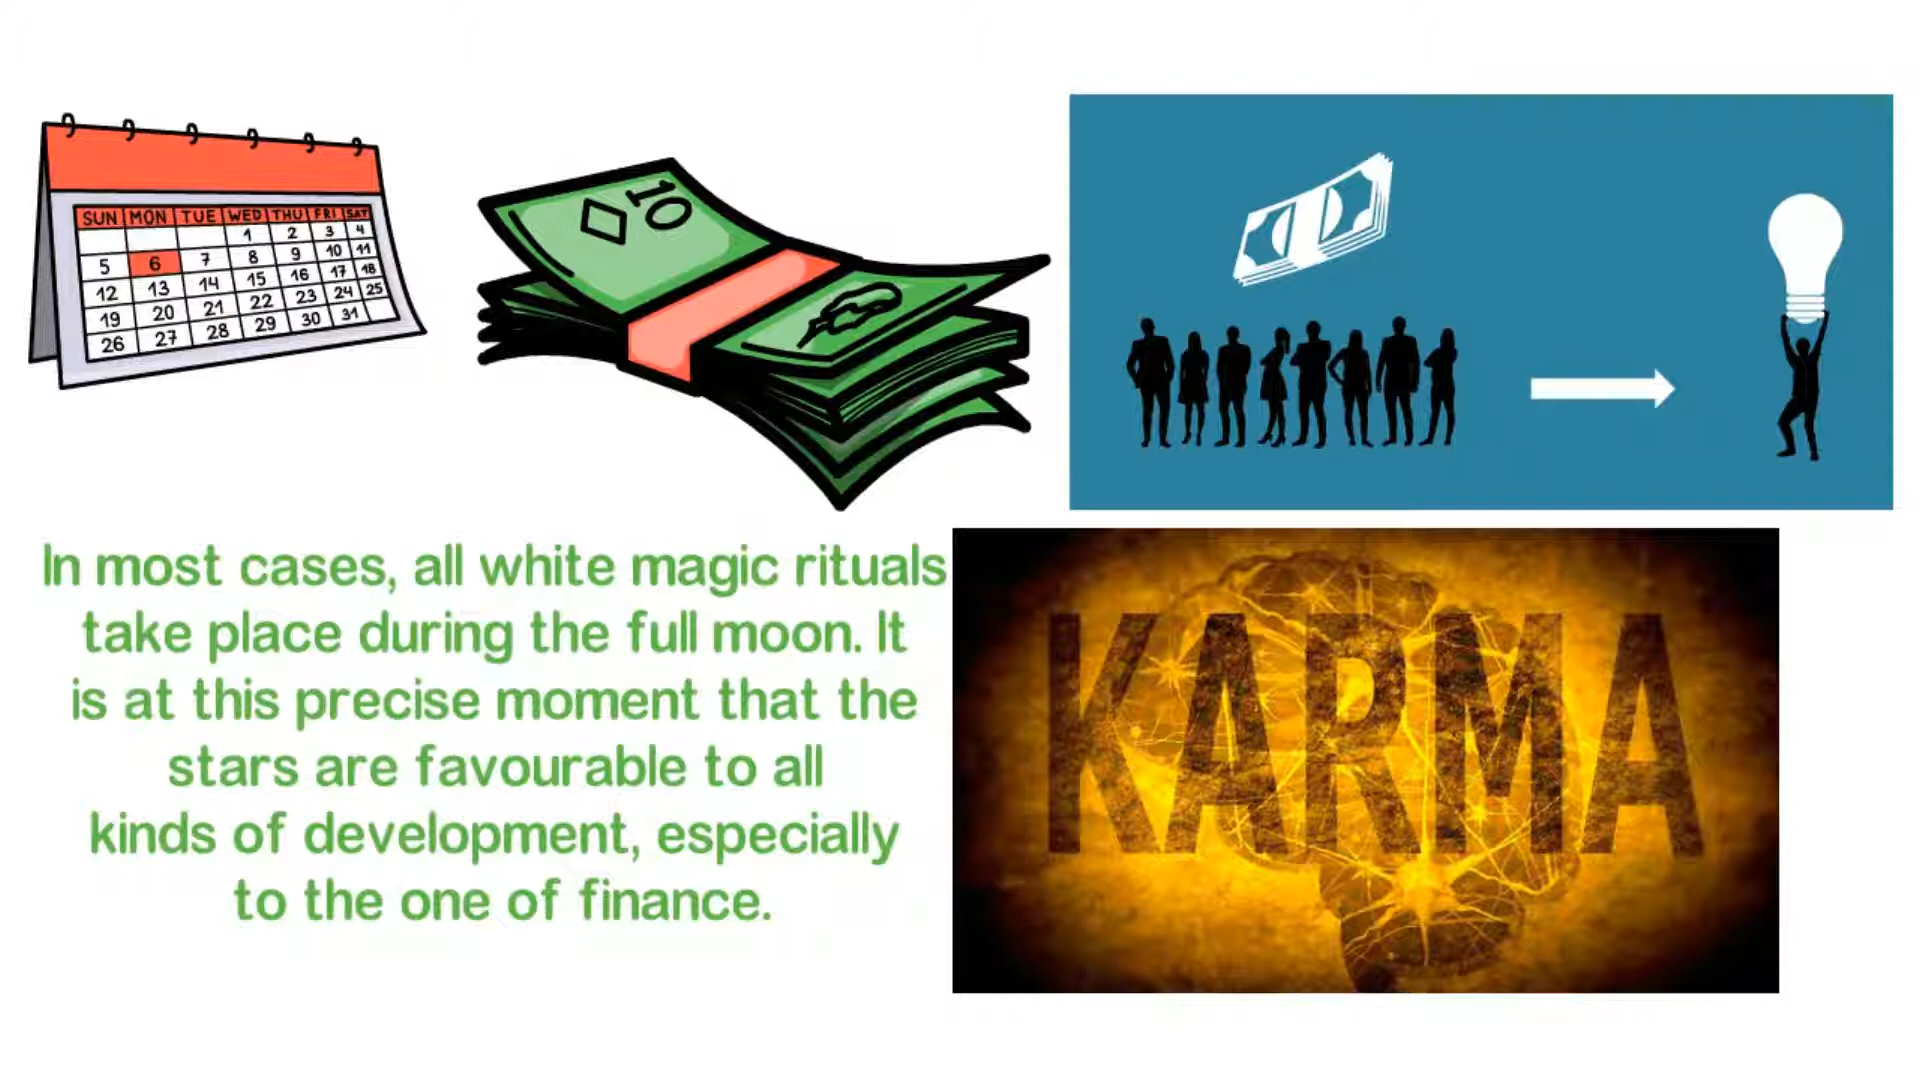 SUN MON TUE WED THU FRI SAT
1 2 3 4
5 6 7 8 9 10 11
12 13 14 15 16 17 18
19 20 21 22 23 24 25
26 27 28 29 30 31
10
In most cases, all white magic rituals
take place during the full moon. It
is at this precise moment that the
stars are favourable to all
kinds of development, especially
to the one of finance.
KARMA